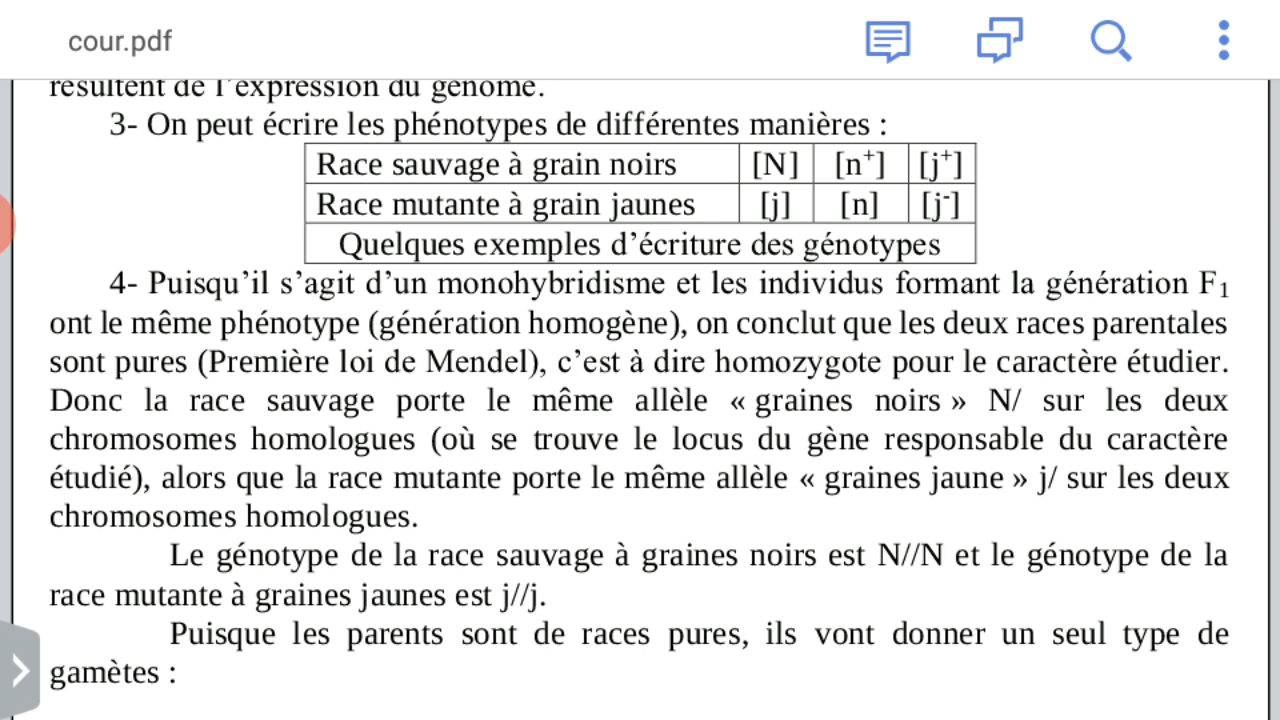 cour.pdf
résultent de l'expression du génome.
3- On peut écrire les phénotypes de différentes manières :
Race sauvage à grain noirs [N] [n⁺] [j⁺]
Race mutante à grain jaunes [j] [n] [j⁻]
Quelques exemples d’écriture des génotypes
4- Puisqu’il s’agit d’un monohybridisme et les individus formant la génération F₁
ont le même phénotype (génération homogène), on conclut que les deux races parentales
sont pures (Première loi de Mendel), c’est à dire homozygote pour le caractère étudier.
Donc la race sauvage porte le même allèle « graines noirs » N/ sur les deux
chromosomes homologues (où se trouve le locus du gène responsable du caractère
étudié), alors que la race mutante porte le même allèle « graines jaune » j/ sur les deux
chromosomes homologues.
Le génotype de la race sauvage à graines noirs est N//N et le génotype de la
race mutante à graines jaunes est j//j.
Puisque les parents sont de races pures, ils vont donner un seul type de
gamètes :